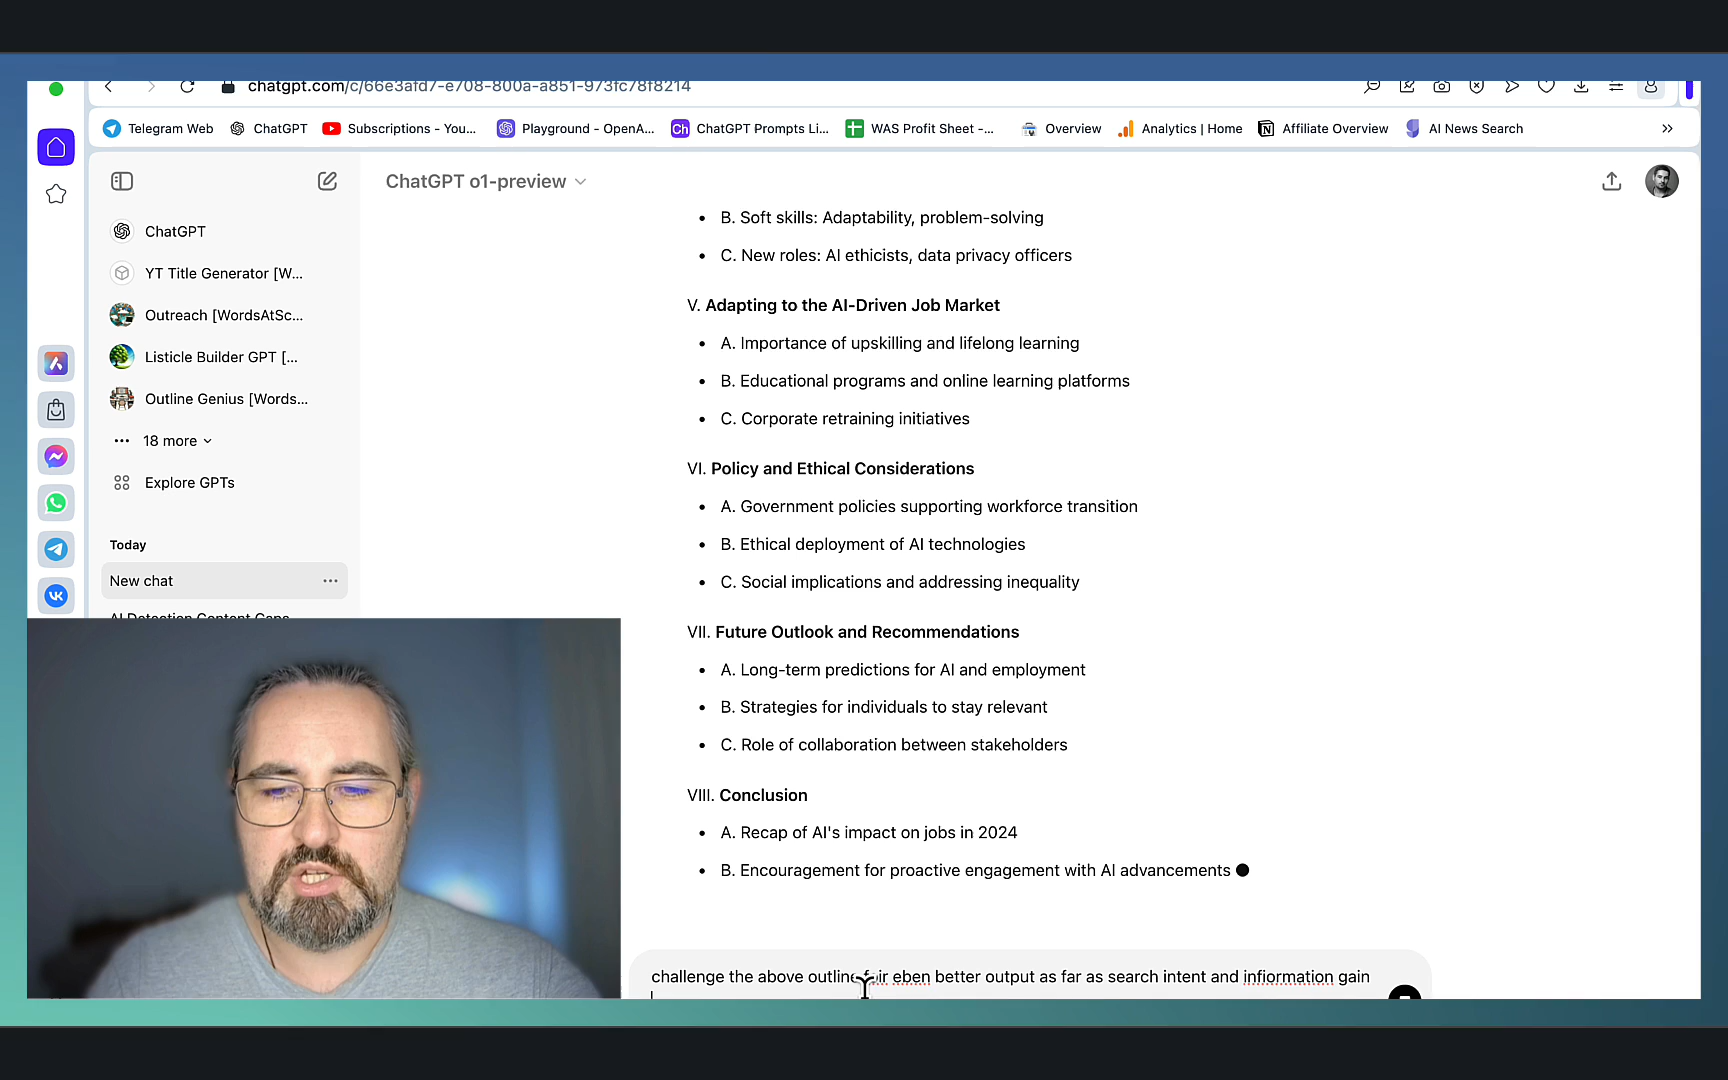 chatgpt.com/c/66e3afd7-e708-800a-a851-973fc78f8214
Telegram Web ChatGPT Subscriptions - You... Playground - OpenA... Ch ChatGPT Prompts Li... WAS Profit Sheet -... Overview Analytics | Home Affiliate Overview AI News Search
ChatGPT o1-preview
ChatGPT
YT Title Generator [W...
Outreach [WordsAtSc...
Listicle Builder GPT [...
Outline Genius [Words...
18 more
Explore GPTs
Today
New chat
AI Detection Content Gaps
B. Soft skills: Adaptability, problem-solving
C. New roles: AI ethicists, data privacy officers
V. Adapting to the AI-Driven Job Market
A. Importance of upskilling and lifelong learning
B. Educational programs and online learning platforms
C. Corporate retraining initiatives
VI. Policy and Ethical Considerations
A. Government policies supporting workforce transition
B. Ethical deployment of AI technologies
C. Social implications and addressing inequality
VII. Future Outlook and Recommendations
A. Long-term predictions for AI and employment
B. Strategies for individuals to stay relevant
C. Role of collaboration between stakeholders
VIII. Conclusion
A. Recap of AI's impact on jobs in 2024
B. Encouragement for proactive engagement with AI advancements
challenge the above outline eben better output as far as search intent and infiormation gain